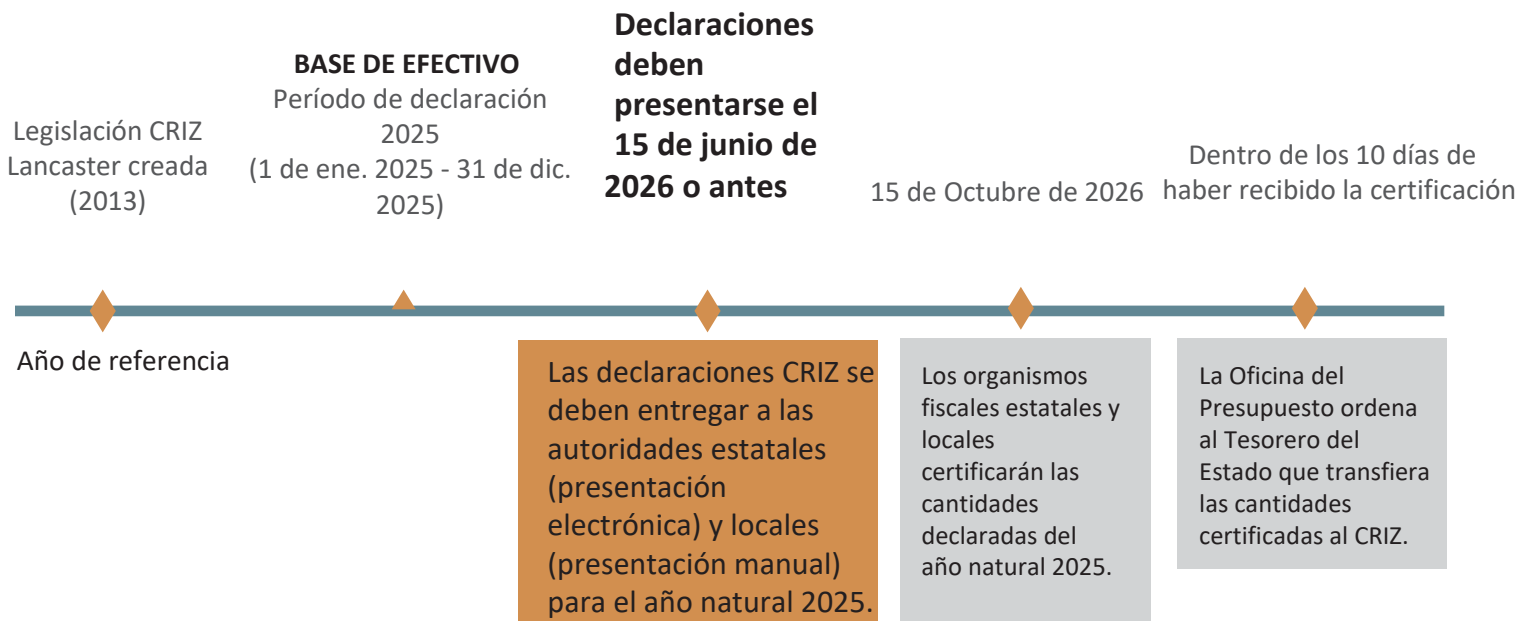 Legislación CRIZ
Lancaster creada
(2013)
BASE DE EFECTIVO
Período de declaración
2025
(1 de ene. 2025 - 31 de dic.
2025)
Declaraciones
deben
presentarse el
15 de junio de
2026 o antes
15 de Octubre de 2026
Dentro de los 10 días de
haber recibido la certificación
Año de referencia
Las declaraciones CRIZ se
deben entregar a las
autoridades estatales
(presentación
electrónica) y locales
(presentación manual)
para el año natural 2025.
Los organismos
fiscales estatales y
locales
certificarán las
cantidades
declaradas del
año natural 2025.
La Oficina del
Presupuesto ordena
al Tesorero del
Estado que transfiera
las cantidades
certificadas al CRIZ.